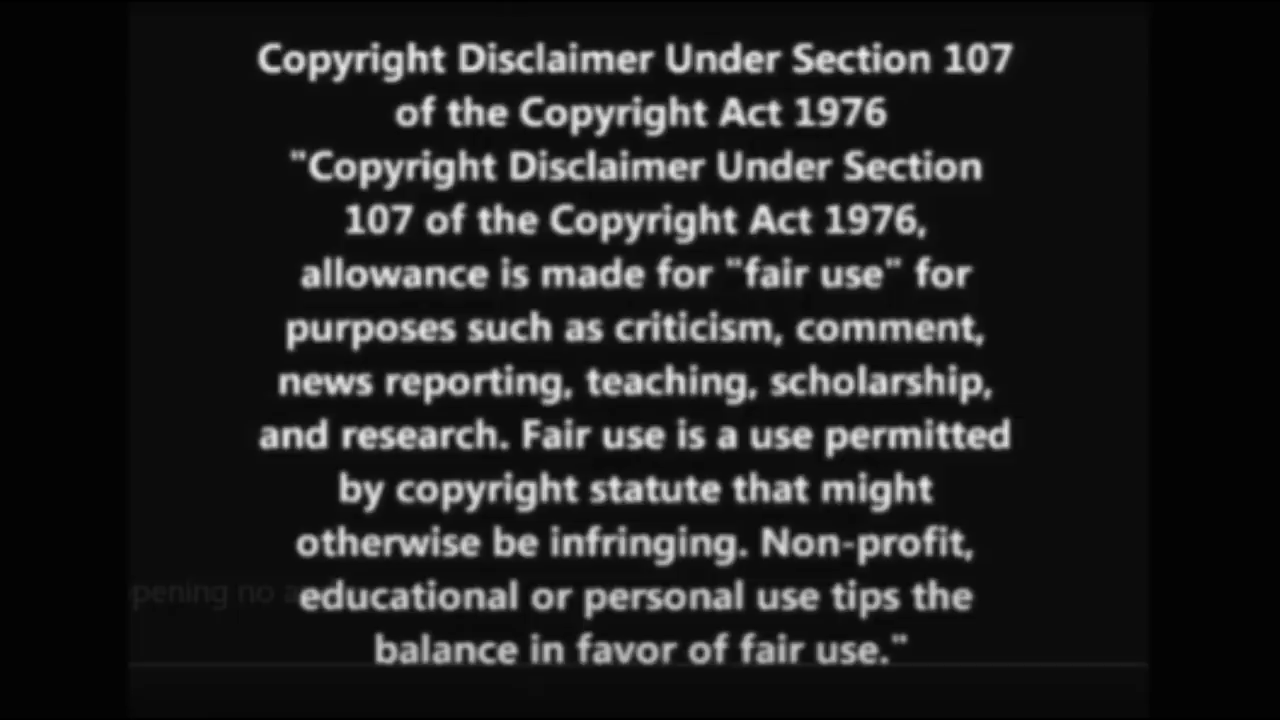 Copyright Disclaimer Under Section 107
of the Copyright Act 1976
"Copyright Disclaimer Under Section
107 of the Copyright Act 1976,
allowance is made for "fair use" for
purposes such as criticism, comment,
news reporting, teaching, scholarship,
and research. Fair use is a use permitted
by copyright statute that might
otherwise be infringing. Non-profit,
educational or personal use tips the
balance in favor of fair use."